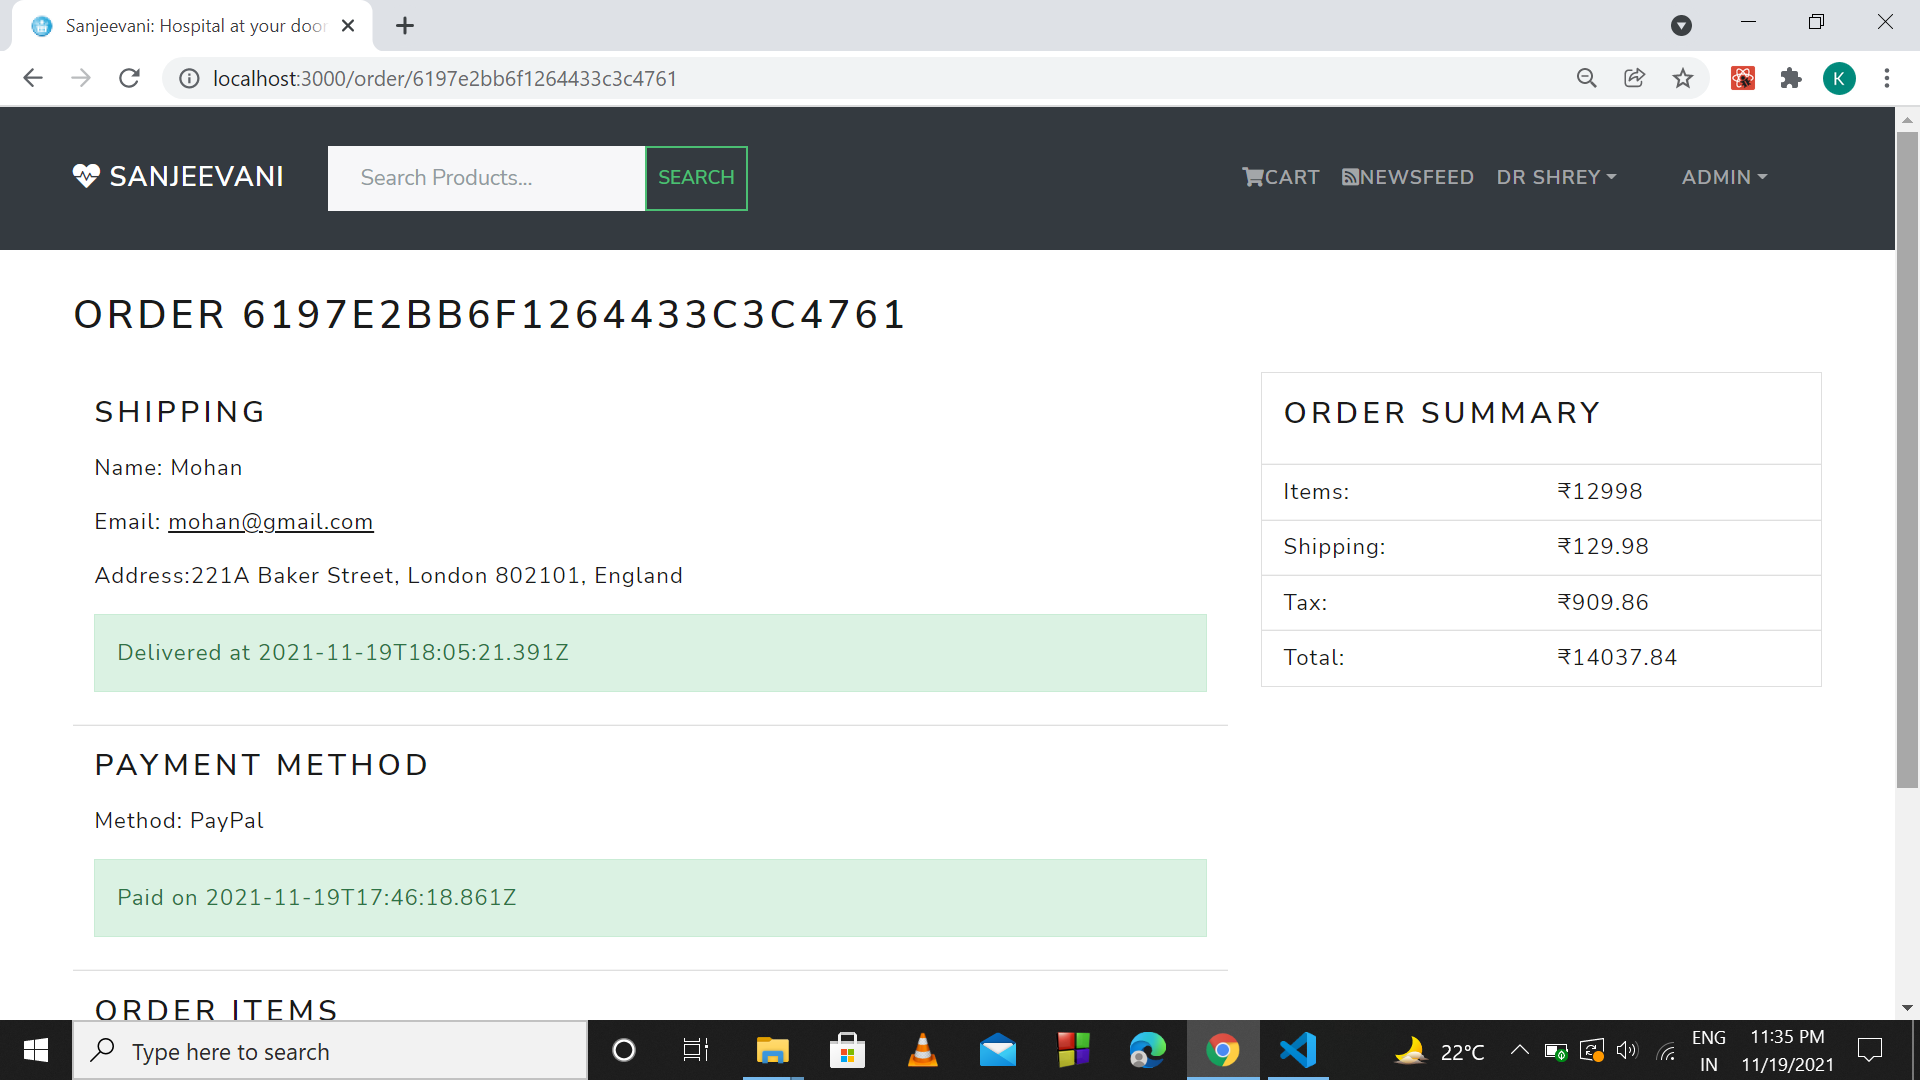 Sanjeevani: Hospital at your door
localhost:3000/order/6197e2bb6f1264433c3c4761
K
SANJEEVANI
Search Products...
SEARCH
CART
NEWSFEED
DR SHREY
ADMIN
ORDER 6197E2BB6F1264433C3C4761
SHIPPING
Name: Mohan
Email: mohan@gmail.com
Address:221A Baker Street, London 802101, England
Delivered at 2021-11-19T18:05:21.391Z
PAYMENT METHOD
Method: PayPal
Paid on 2021-11-19T17:46:18.861Z
ORDER ITEMS
ORDER SUMMARY
Items: ₹12998
Shipping: ₹129.98
Tax: ₹909.86
Total: ₹14037.84
Type here to search
22°C
ENG
IN
11:35 PM
11/19/2021